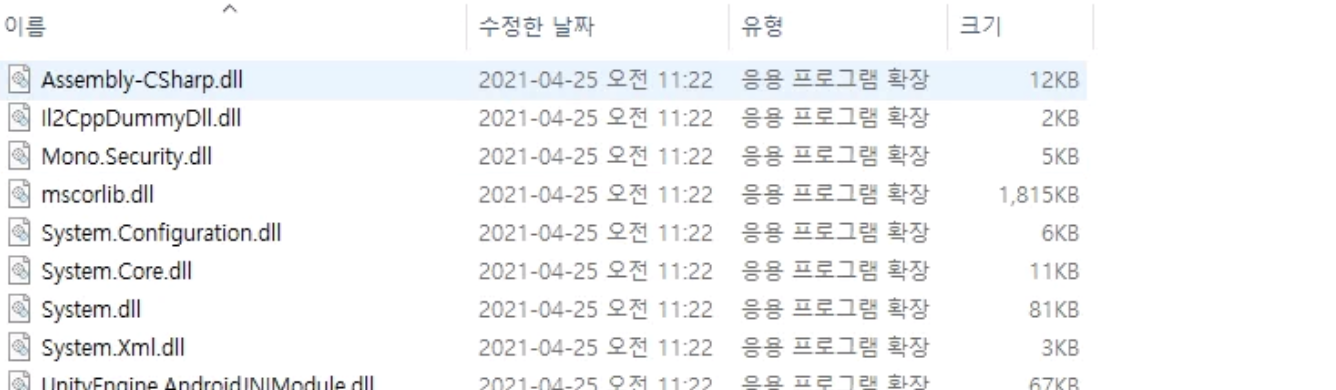 이름 수정한 날짜 유형 크기
Assembly-CSharp.dll 2021-04-25 오전 11:22 응용 프로그램 확장 12KB
Il2CppDummyDll.dll 2021-04-25 오전 11:22 응용 프로그램 확장 2KB
Mono.Security.dll 2021-04-25 오전 11:22 응용 프로그램 확장 5KB
mscorlib.dll 2021-04-25 오전 11:22 응용 프로그램 확장 1,815KB
System.Configuration.dll 2021-04-25 오전 11:22 응용 프로그램 확장 6KB
System.Core.dll 2021-04-25 오전 11:22 응용 프로그램 확장 11KB
System.dll 2021-04-25 오전 11:22 응용 프로그램 확장 81KB
System.Xml.dll 2021-04-25 오전 11:22 응용 프로그램 확장 3KB
UnityEngine.AndroidJNIModule.dll 2021-04-25 오전 11:22 응용 프로그램 확장 67KB